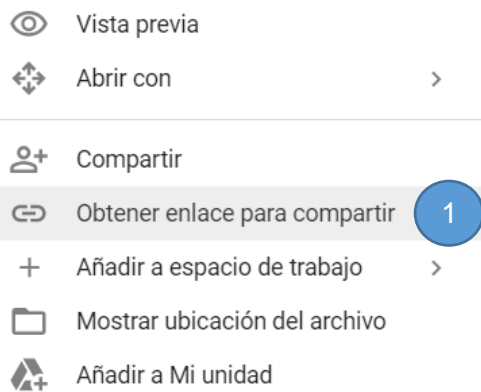 Vista previa
Abrir con
Compartir
Obtener enlace para compartir 1
Añadir a espacio de trabajo
Mostrar ubicación del archivo
Añadir a Mi unidad